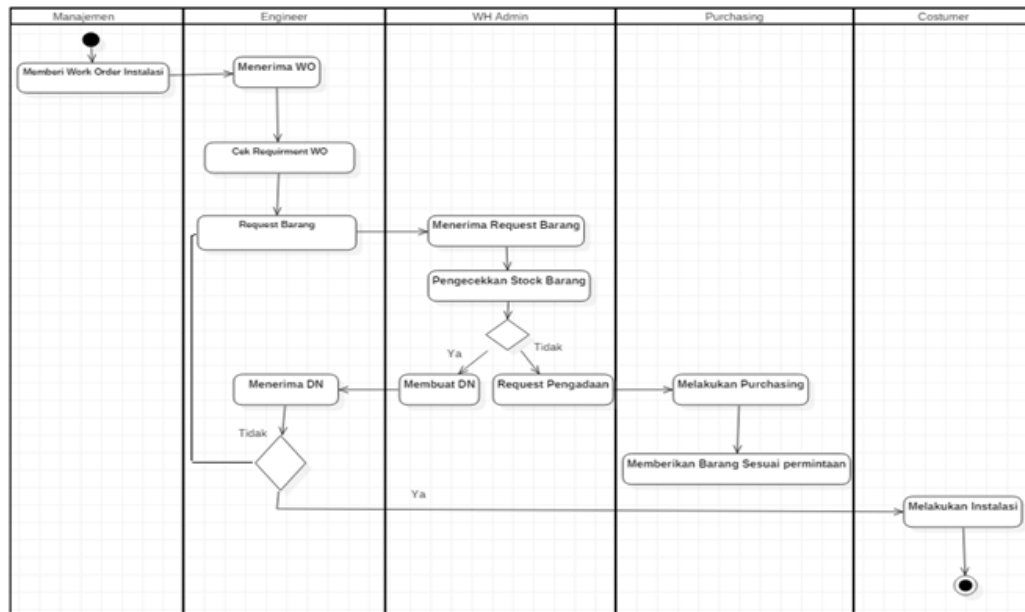 Manajemen
Engineer
WH Admin
Purchasing
Costumer
Memberi Work Order Instalasi
Menerima WO
Cek Requirment WO
Request Barang
Menerima Request Barang
Pengecekkan Stock Barang
Ya
Tidak
Menerima DN
Membuat DN
Request Pengadaan
Melakukan Purchasing
Tidak
Memberikan Barang Sesuai permintaan
Ya
Melakukan Instalasi